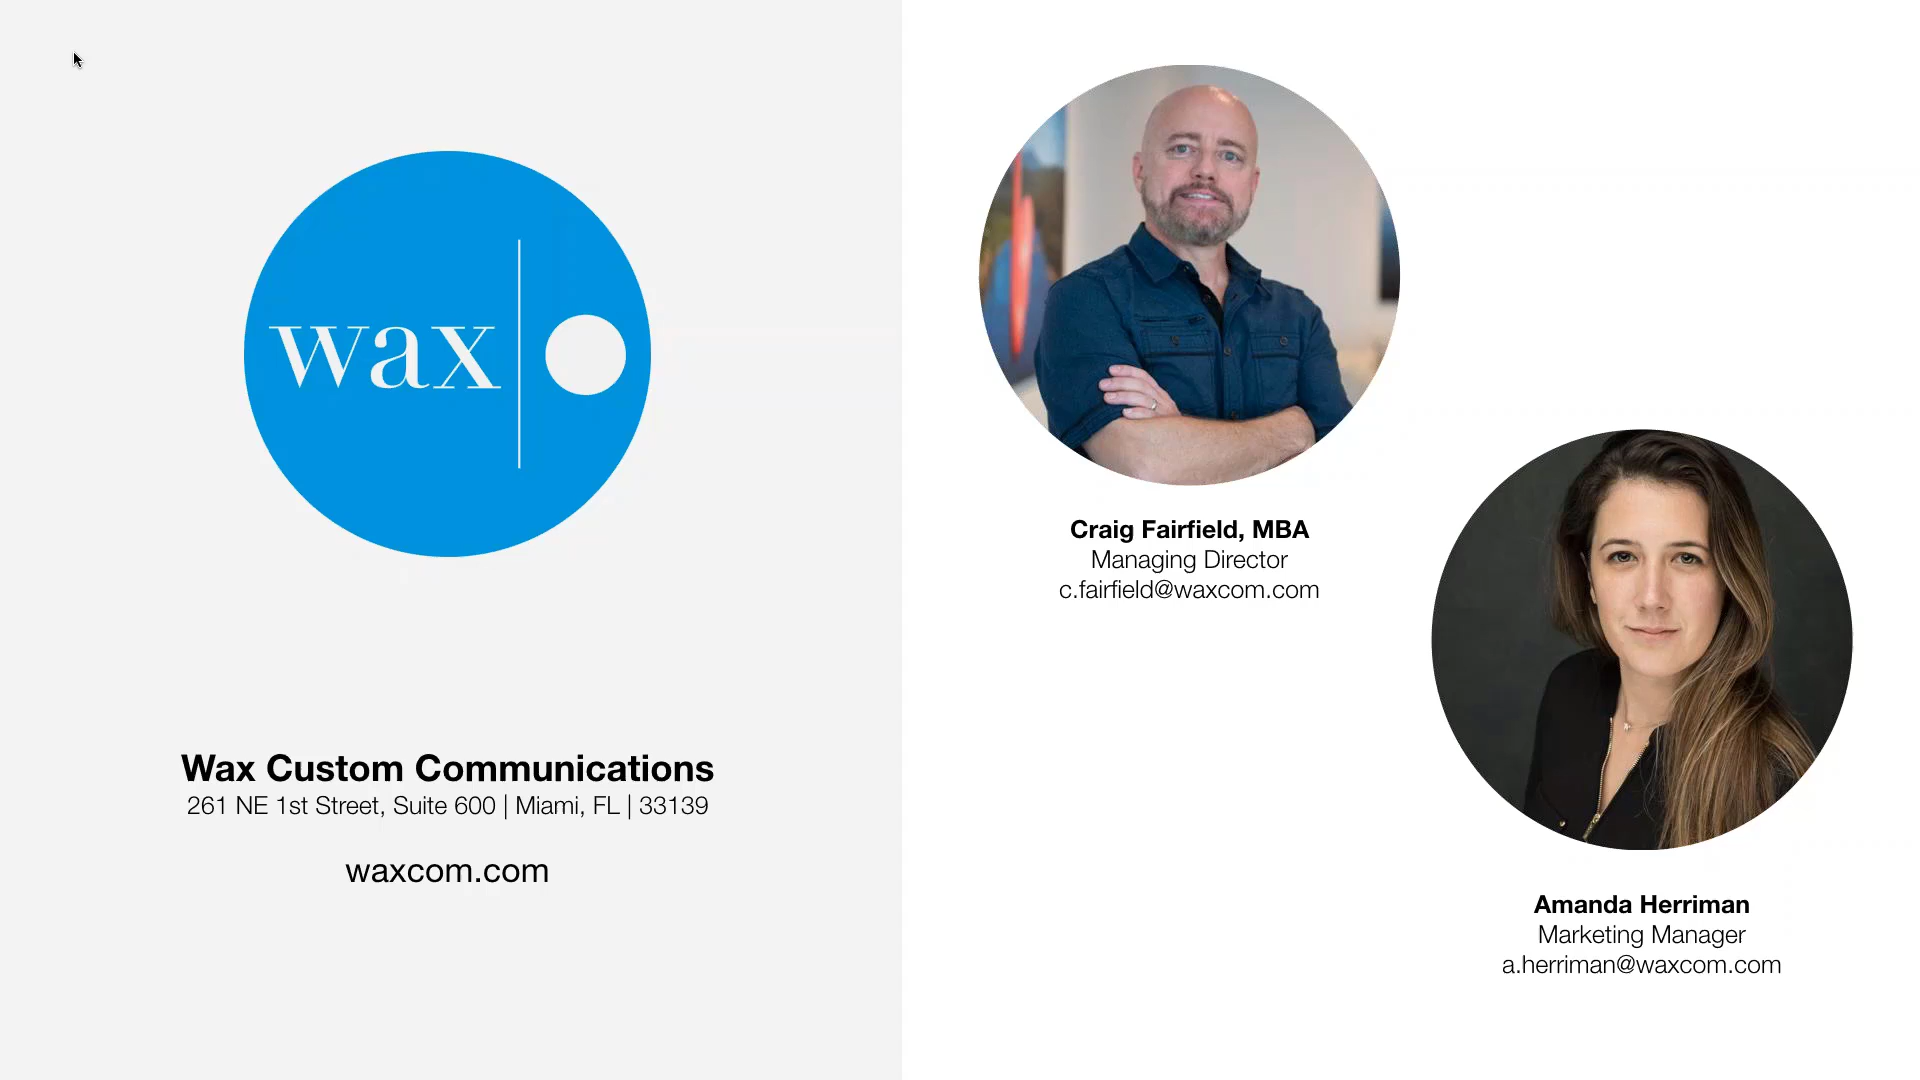 wax
Wax Custom Communications
261 NE 1st Street, Suite 600 | Miami, FL | 33139
waxcom.com
Craig Fairfield, MBA
Managing Director
c.fairfield@waxcom.com
Amanda Herriman
Marketing Manager
a.herriman@waxcom.com